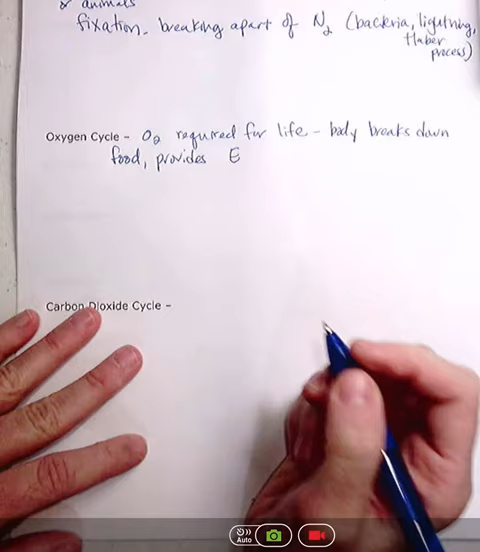 & animals
fixation - breaking apart of N₂ (bacteria, lightning,
Haber
process)
Oxygen Cycle – O₂ required for life - body breaks down
food, provides E
Carbon Dioxide Cycle –
Auto